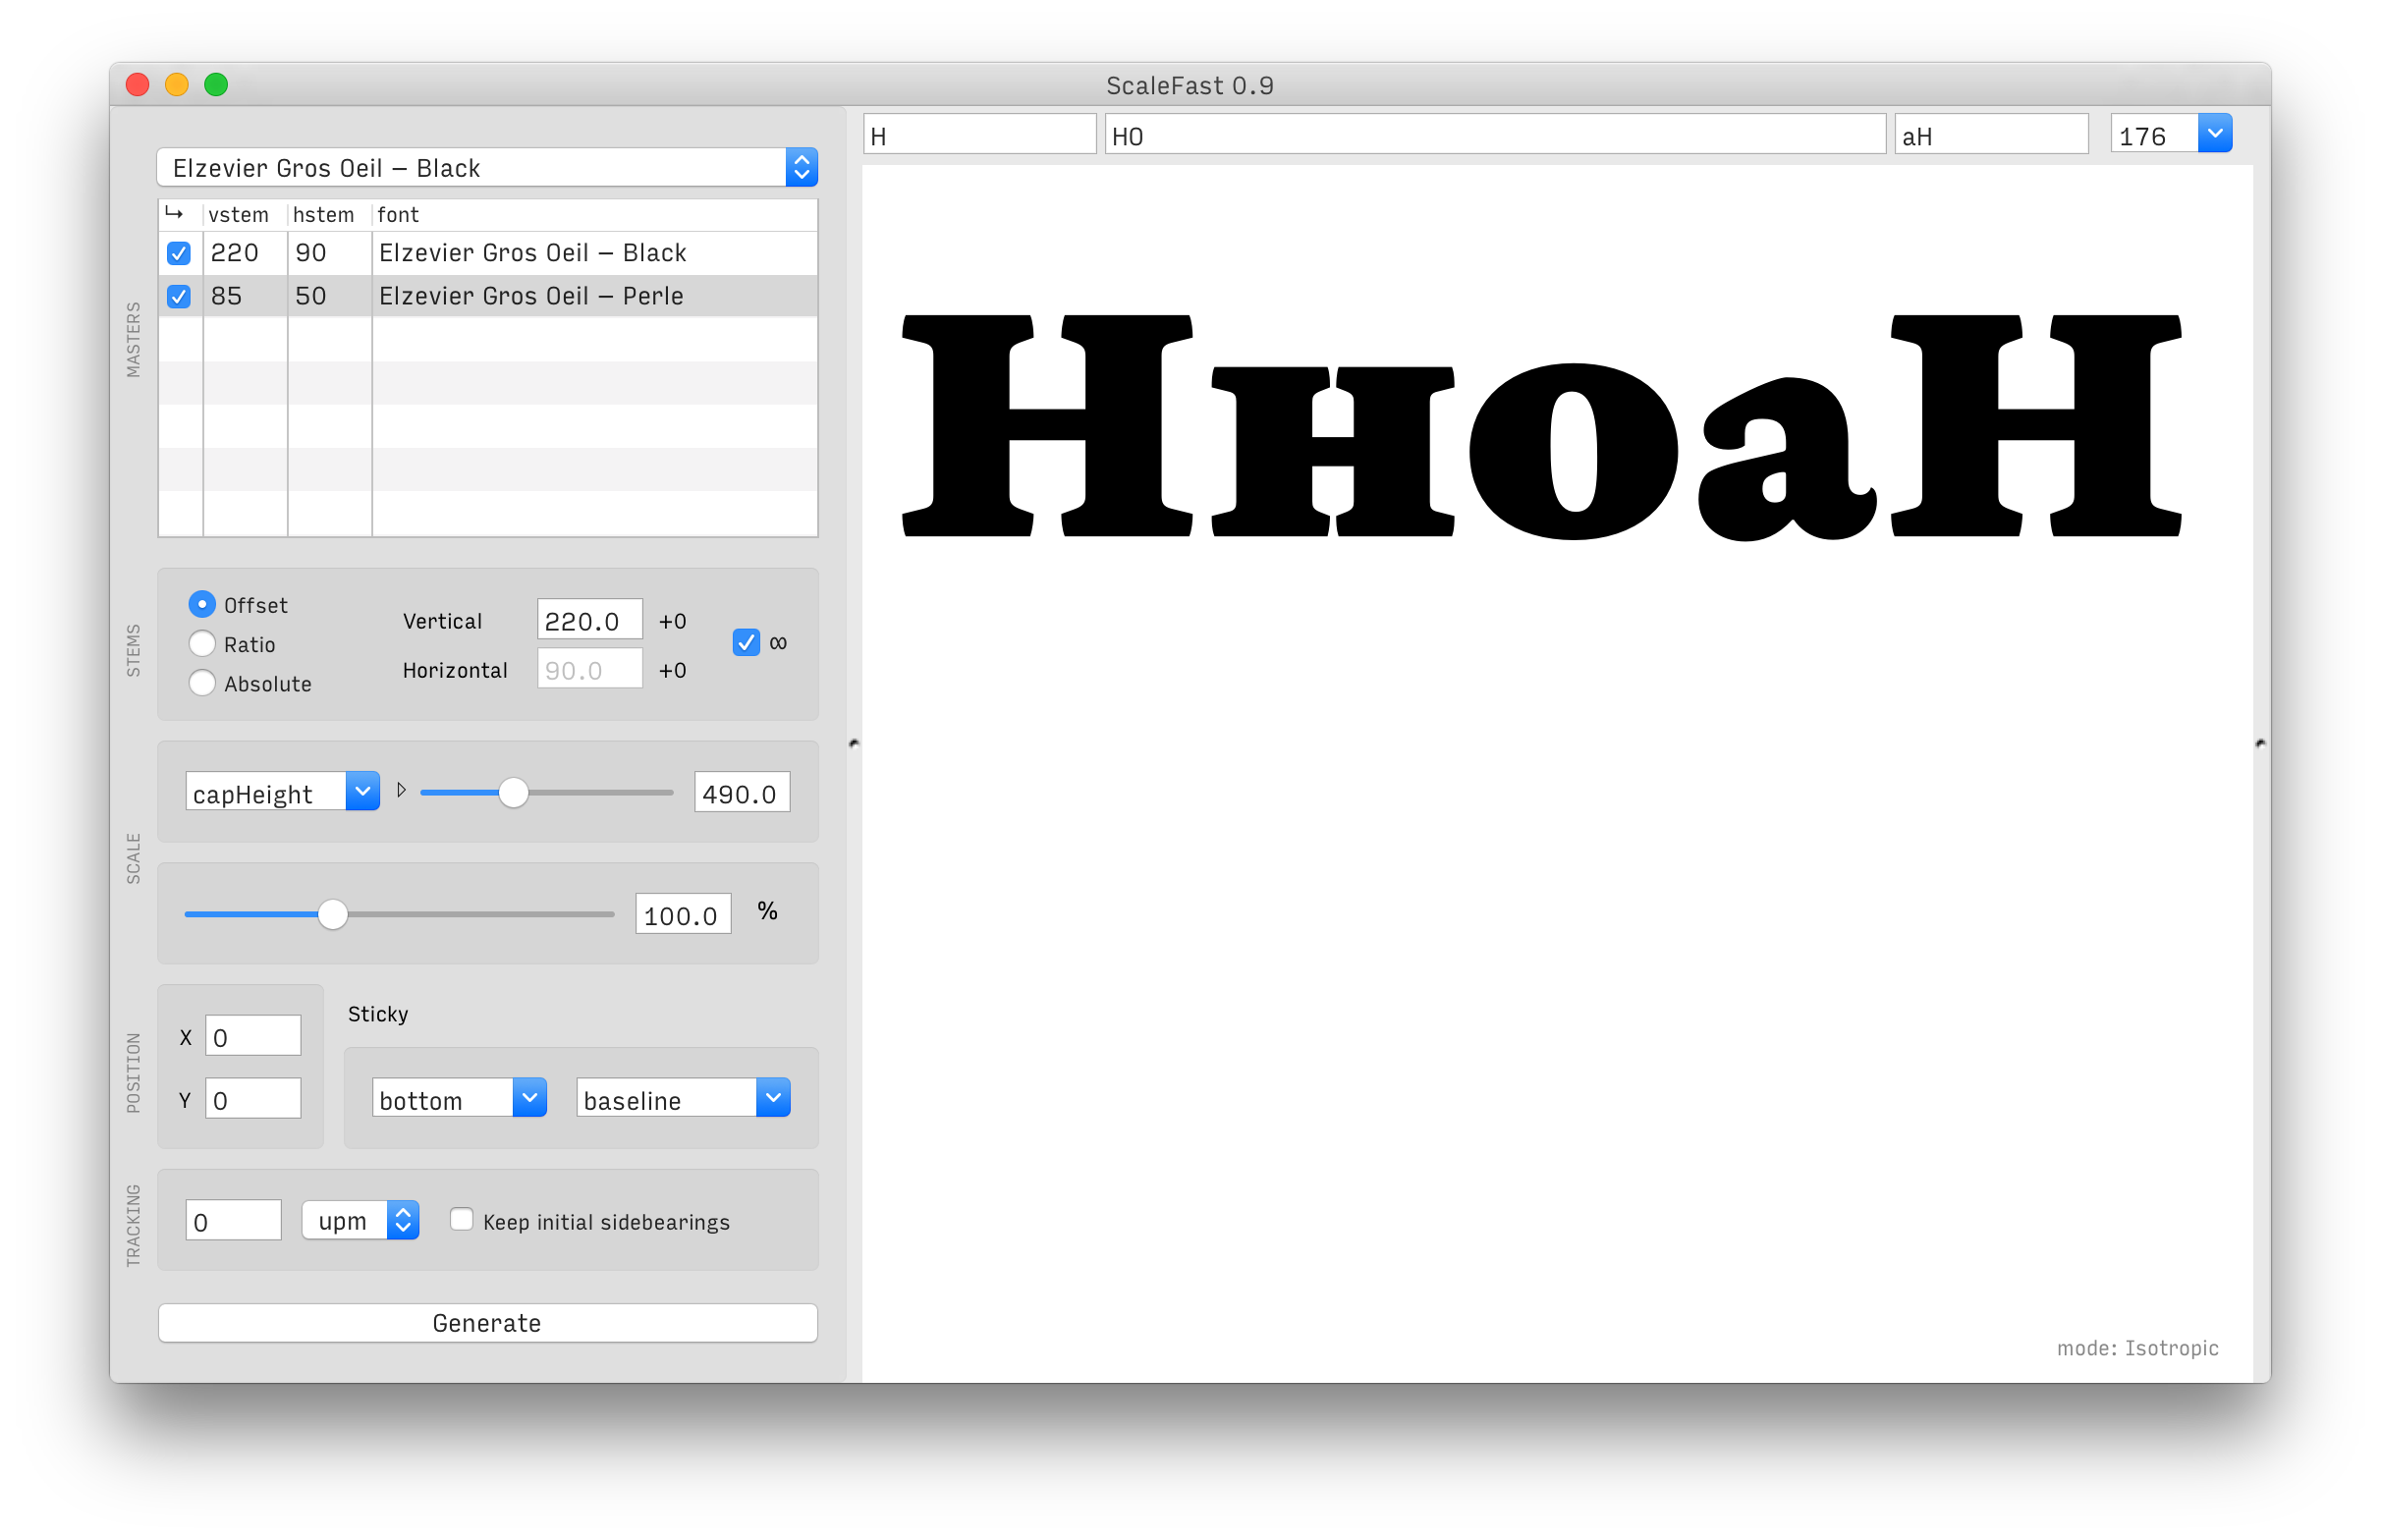 ScaleFast 0.9
Elzevier Gros Oeil – Black
↳ vstem hstem font
220 90 Elzevier Gros Oeil – Black
85 50 Elzevier Gros Oeil – Perle
MASTERS
STEMS
Offset
Ratio
Absolute
Vertical 220.0 +0
Horizontal 90.0 +0
∞
SCALE
capHeight 490.0
100.0 %
POSITION
X 0
Y 0
Sticky
bottom baseline
TRACKING
0 upm Keep initial sidebearings
Generate
H HO aH 176
HʜoaH
mode: Isotropic